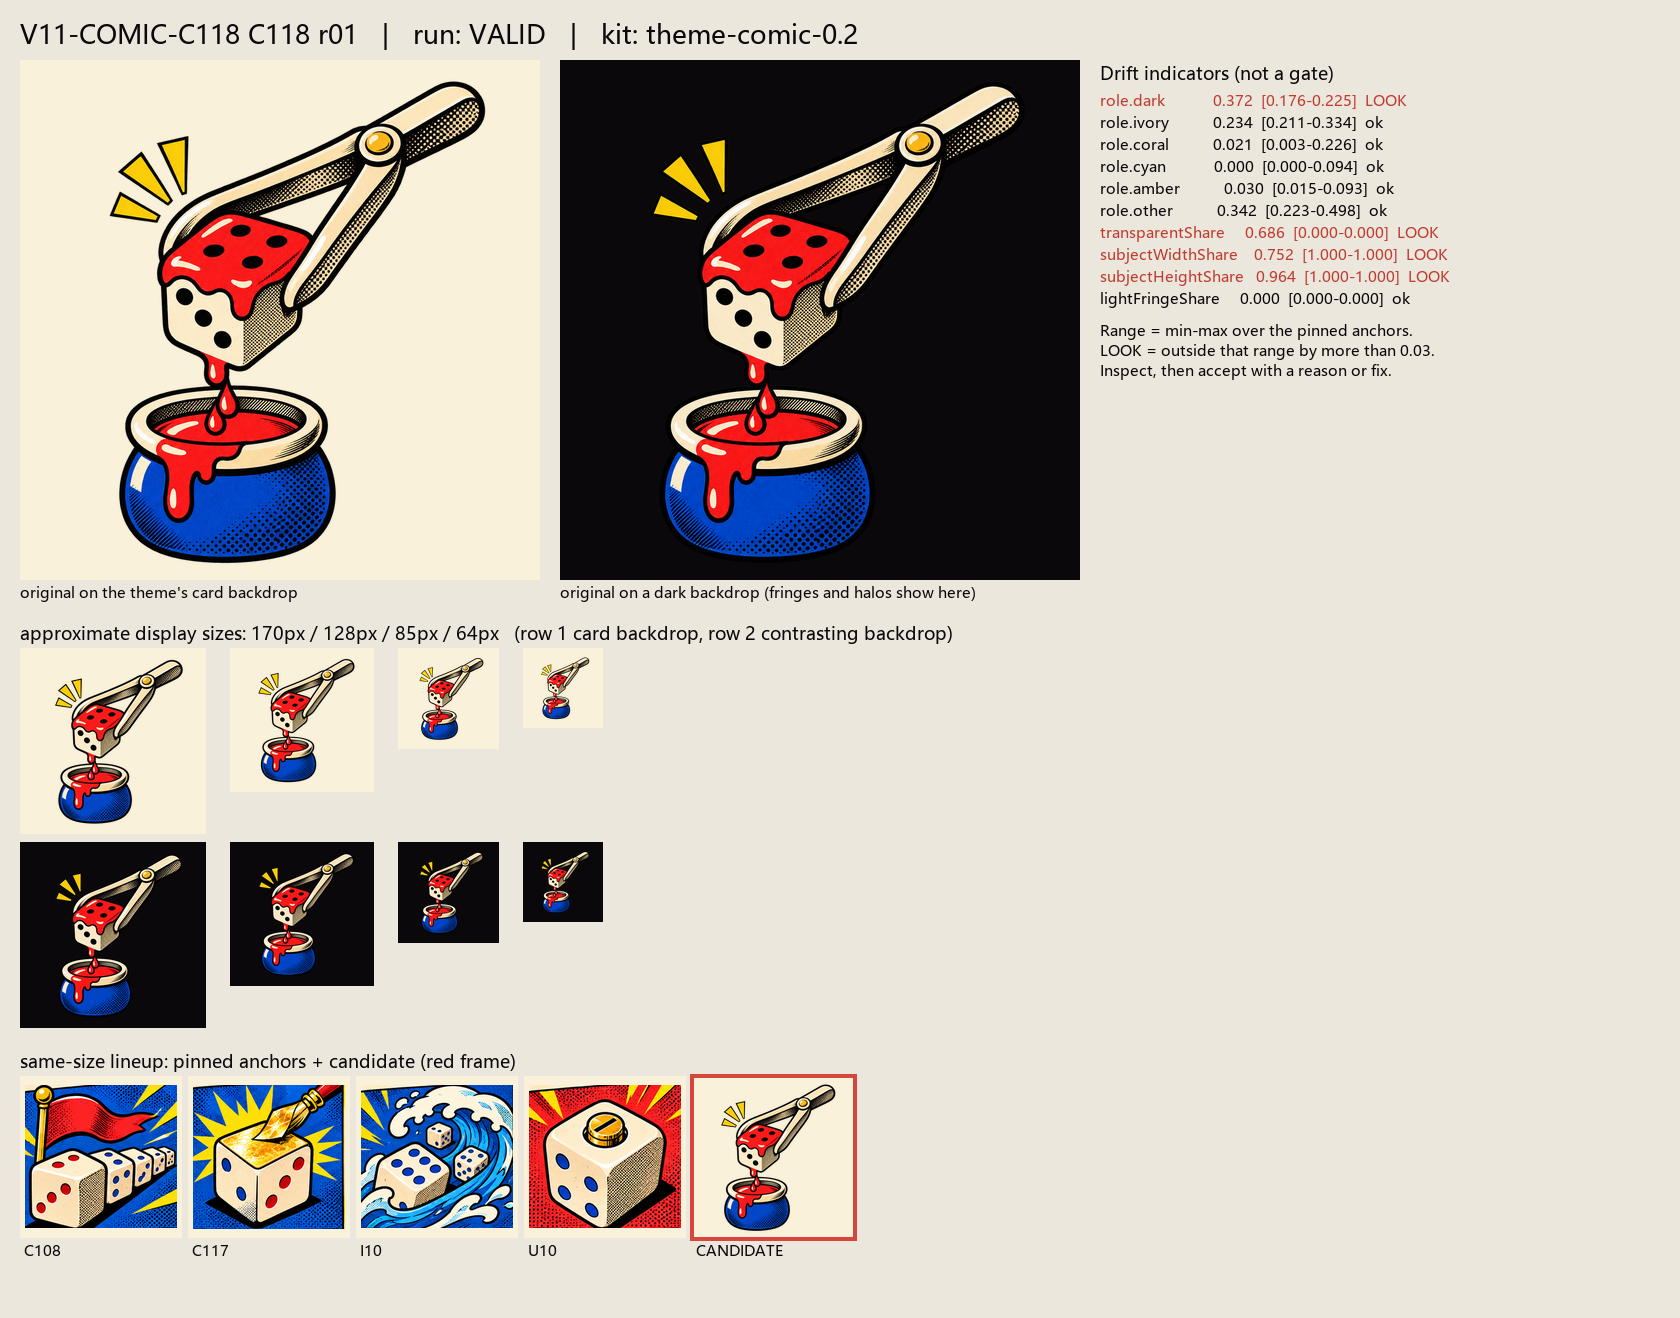 V11-COMIC-C118 C118 r01 | run: VALID | kit: theme-comic-0.2
Drift indicators (not a gate)
role.dark 0.372 [0.176-0.225] LOOK
role.ivory 0.234 [0.211-0.334] ok
role.coral 0.021 [0.003-0.226] ok
role.cyan 0.000 [0.000-0.094] ok
role.amber 0.030 [0.015-0.093] ok
role.other 0.342 [0.223-0.498] ok
transparentShare 0.686 [0.000-0.000] LOOK
subjectWidthShare 0.752 [1.000-1.000] LOOK
subjectHeightShare 0.964 [1.000-1.000] LOOK
lightFringeShare 0.000 [0.000-0.000] ok
Range = min-max over the pinned anchors.
LOOK = outside that range by more than 0.03.
Inspect, then accept with a reason or fix.
original on the theme's card backdrop
original on a dark backdrop (fringes and halos show here)
approximate display sizes: 170px / 128px / 85px / 64px (row 1 card backdrop, row 2 contrasting backdrop)
same-size lineup: pinned anchors + candidate (red frame)
C108
C117
I10
U10
CANDIDATE